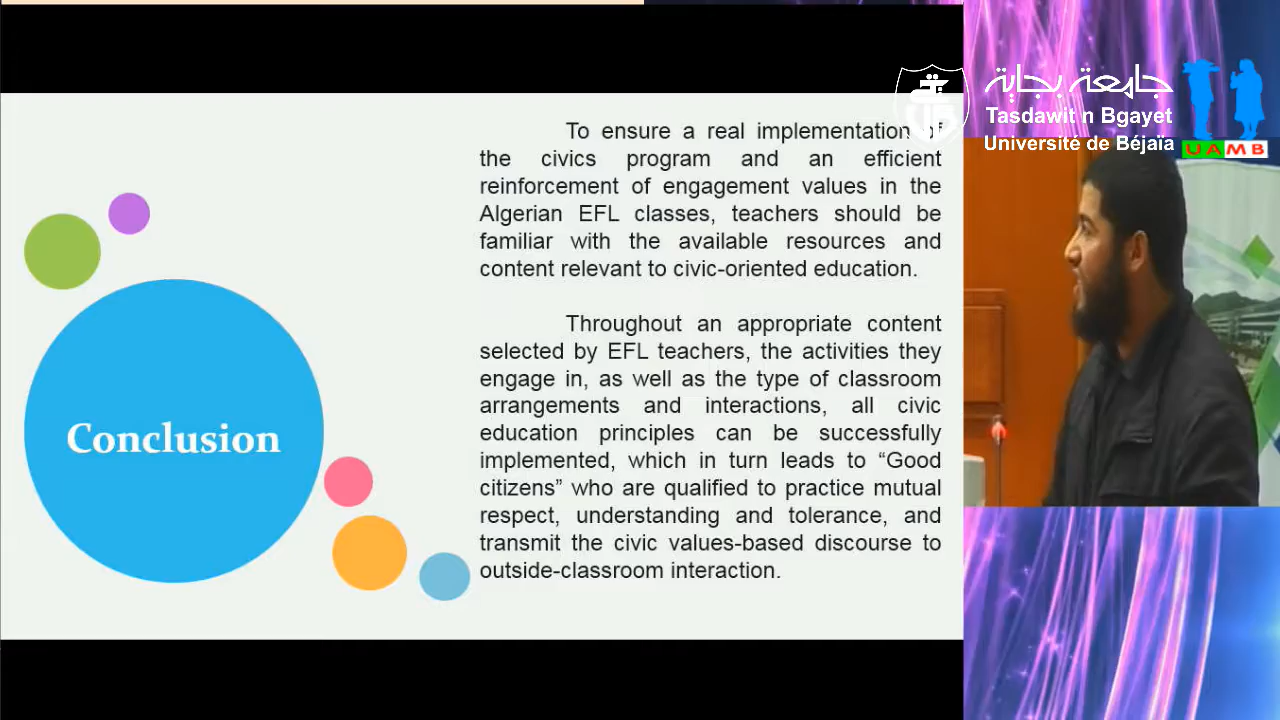 جامعة بجاية
Tasdawit n Bgayet
Université de Béjaïa
UAMB
To ensure a real implementation of
the civics program and an efficient
reinforcement of engagement values in the
Algerian EFL classes, teachers should be
familiar with the available resources and
content relevant to civic-oriented education.
Throughout an appropriate content
selected by EFL teachers, the activities they
engage in, as well as the type of classroom
arrangements and interactions, all civic
education principles can be successfully
implemented, which in turn leads to “Good
citizens” who are qualified to practice mutual
respect, understanding and tolerance, and
transmit the civic values-based discourse to
outside-classroom interaction.
Conclusion